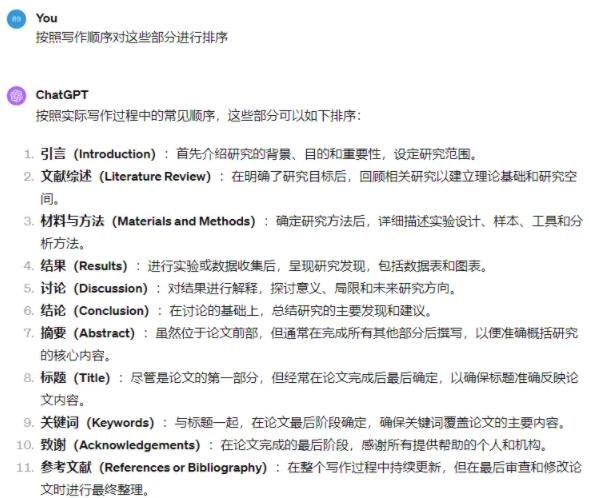 You
按照写作顺序对这些部分进行排序
ChatGPT
按照实际写作过程中的常见顺序，这些部分可以如下排序：
1. 引言（Introduction）：首先介绍研究的背景、目的和重要性，设定研究范围。
2. 文献综述（Literature Review）：在明确了研究目标后，回顾相关研究以建立理论基础和研究空
间。
3. 材料与方法（Materials and Methods）：确定研究方法后，详细描述实验设计、样本、工具和分
析方法。
4. 结果（Results）：进行实验或数据收集后，呈现研究发现，包括数据表和图表。
5. 讨论（Discussion）：对结果进行解释，探讨意义、局限和未来研究方向。
6. 结论（Conclusion）：在讨论的基础上，总结研究的主要发现和建议。
7. 摘要（Abstract）：虽然位于论文前部，但通常在完成所有其他部分后撰写，以便准确概括研究
的核心内容。
8. 标题（Title）：尽管是论文的第一部分，但经常在论文完成后最后确定，以确保标题准确反映论
文内容。
9. 关键词（Keywords）：与标题一起，在论文最后阶段确定，确保关键词覆盖论文的主要内容。
10. 致谢（Acknowledgements）：在论文完成的最后阶段，感谢所有提供帮助的个人和机构。
11. 参考文献（References or Bibliography）：在整个写作过程中持续更新，但在最后审查和修改论
文时进行最终整理。